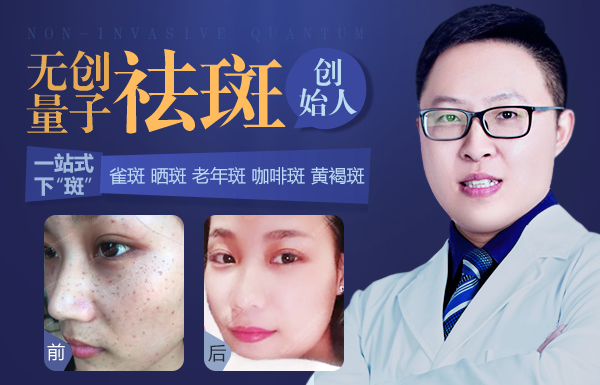 NON-INVASIVE QUANTUM
无创
量子
祛斑
创
始人
一站式
下“斑”
雀斑 晒斑 老年斑 咖啡斑 黄褐斑
前
后